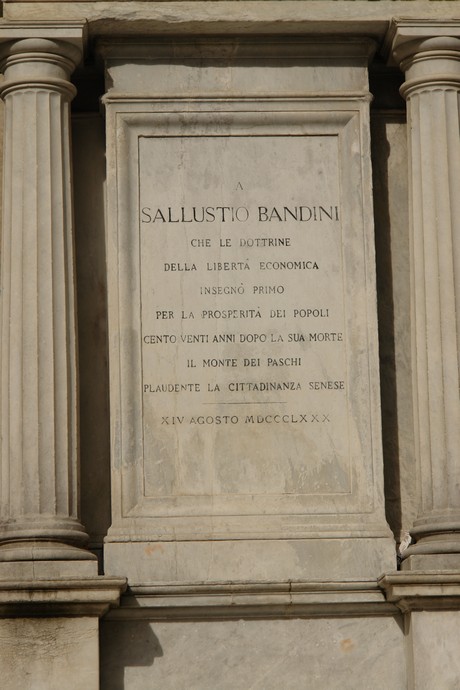 A
SALLUSTIO BANDINI
CHE LE DOTTRINE
DELLA LIBERTÀ ECONOMICA
INSEGNÒ PRIMO
PER LA PROSPERITÀ DEI POPOLI
CENTO VENTI ANNI DOPO LA SUA MORTE
IL MONTE DEI PASCHI
PLAUDENTE LA CITTADINANZA SENESE
XIV AGOSTO MDCCCLXXX